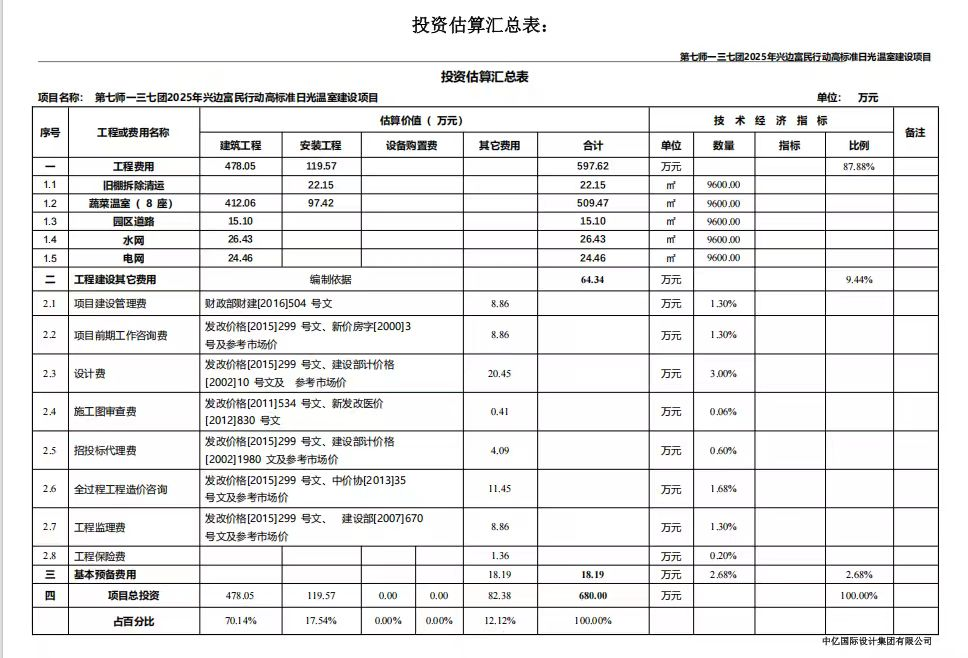 投资估算汇总表：
第七师一三七团2025年兴边富民行动高标准日光温室建设项目
投资估算汇总表
项目名称： 第七师一三七团2025年兴边富民行动高标准日光温室建设项目 单位： 万元
序号 工程或费用名称 估算价值（ 万元） 技 术 经 济 指 标 备注
建筑工程 安装工程 设备购置费 其它费用 合计 单位 数量 指标 比例
一 工程费用 478.05 119.57 597.62 万元 87.88%
1.1 旧棚拆除清运 22.15 22.15 ㎡ 9600.00
1.2 蔬菜温室（ 8 座） 412.06 97.42 509.47 ㎡ 9600.00
1.3 园区道路 15.10 15.10 ㎡ 9600.00
1.4 水网 26.43 26.43 ㎡ 9600.00
1.5 电网 24.46 24.46 ㎡ 9600.00
二 工程建设其它费用 编制依据 64.34 万元 9.44%
2.1 项目建设管理费 财政部财建[2016]504 号文 8.86 万元 1.30%
2.2 项目前期工作咨询费 发改价格[2015]299 号文、新价房字[2000]3
号及参考市场价 8.86 万元 1.30%
2.3 设计费 发改价格[2015]299 号文、建设部计价格
[2002]10 号文及 参考市场价 20.45 万元 3.00%
2.4 施工图审查费 发改价格[2011]534 号文、新发改医价
[2012]830 号文 0.41 万元 0.06%
2.5 招投标代理费 发改价格[2015]299 号文、建设部计价格
[2002]1980 文及参考市场价 4.09 万元 0.60%
2.6 全过程工程造价咨询 发改价格[2015]299 号文、中价协[2013]35
号文及参考市场价 11.45 万元 1.68%
2.7 工程监理费 发改价格[2015]299 号文、 建设部[2007]670
号文及参考市场价 8.86 万元 1.30%
2.8 工程保险费 1.36 万元 0.20%
三 基本预备费用 18.19 18.19 万元 2.68% 2.68%
四 项目总投资 478.05 119.57 0.00 0.00 82.38 680.00 万元 100.00%
占百分比 70.14% 17.54% 0.00% 0.00% 12.12% 100.00%
中亿国际设计集团有限公司